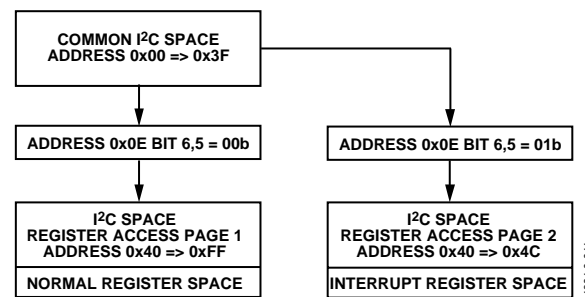 COMMON I²C SPACE
ADDRESS 0x00 => 0x3F
ADDRESS 0x0E BIT 6,5 = 00b
ADDRESS 0x0E BIT 6,5 = 01b
I²C SPACE
REGISTER ACCESS PAGE 1
ADDRESS 0x40 => 0xFF
NORMAL REGISTER SPACE
I²C SPACE
REGISTER ACCESS PAGE 2
ADDRESS 0x40 => 0x4C
INTERRUPT REGISTER SPACE